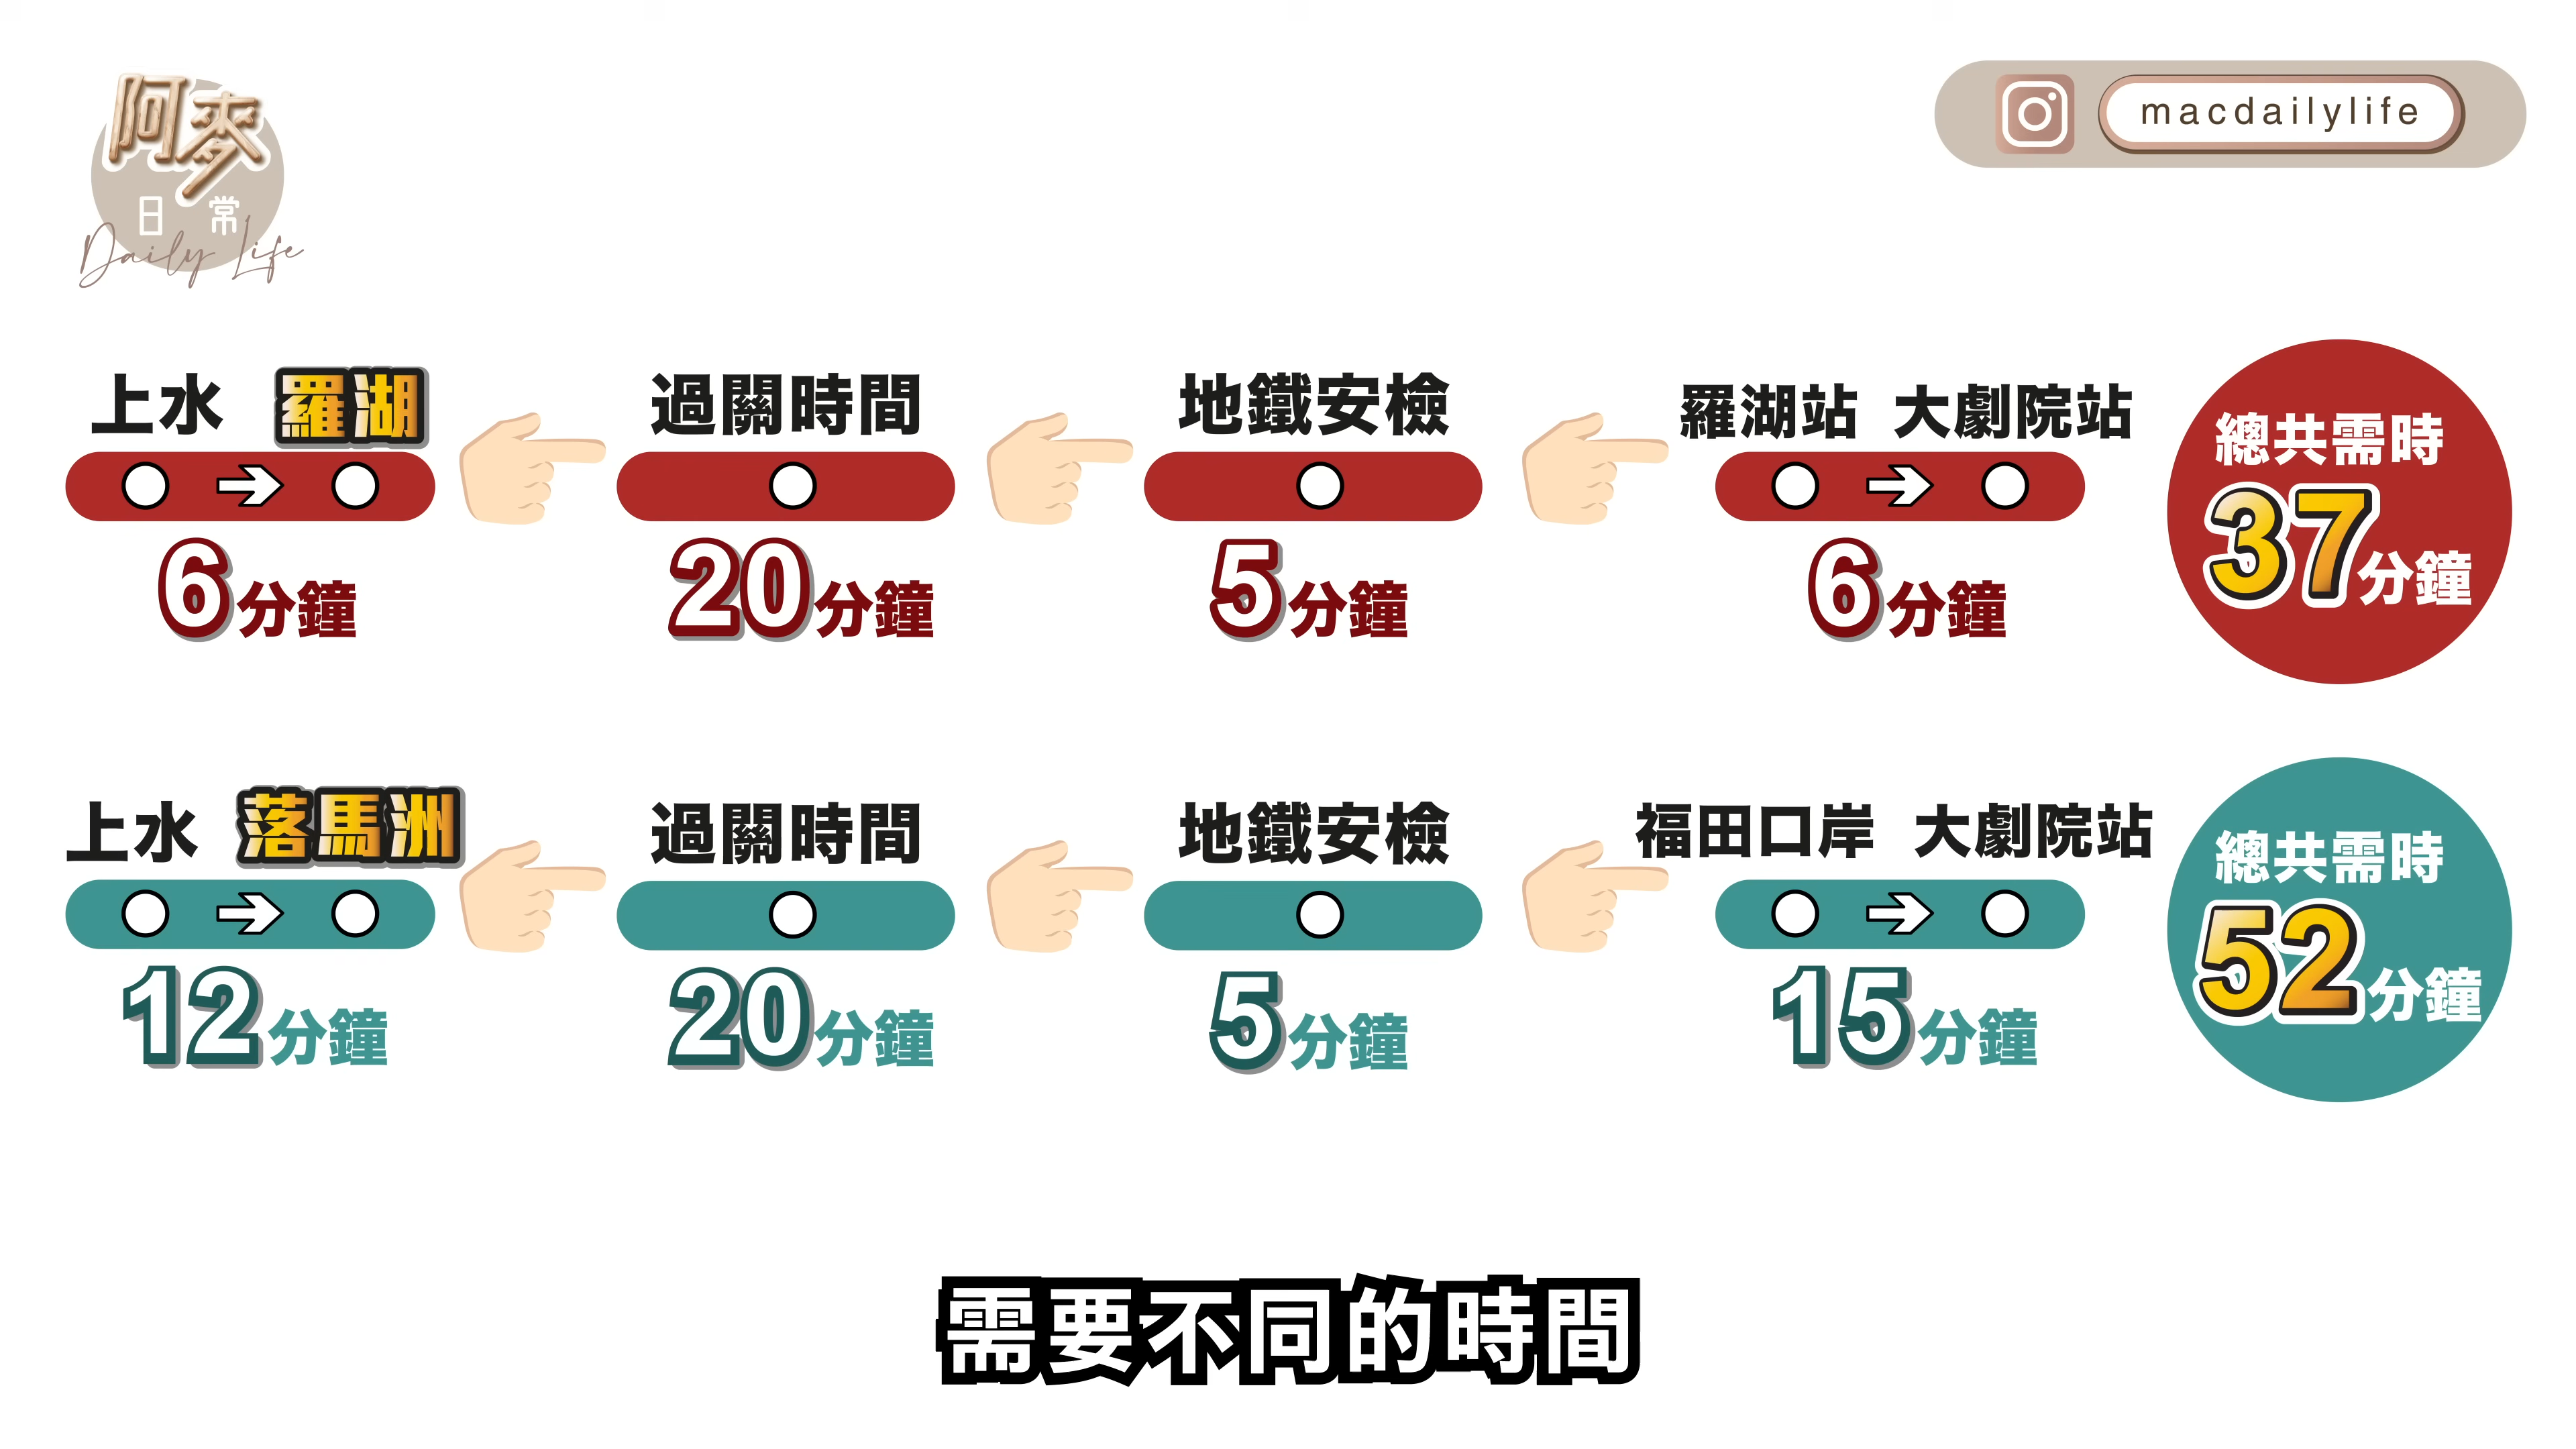 阿麥
日常
Daily Life
macdailylife
上水 羅湖
過關時間
地鐵安檢
羅湖站 大劇院站
6分鐘
20分鐘
5分鐘
6分鐘
總共需時
37分鐘
上水 落馬洲
過關時間
地鐵安檢
福田口岸 大劇院站
12分鐘
20分鐘
5分鐘
15分鐘
總共需時
52分鐘
需要不同的時間